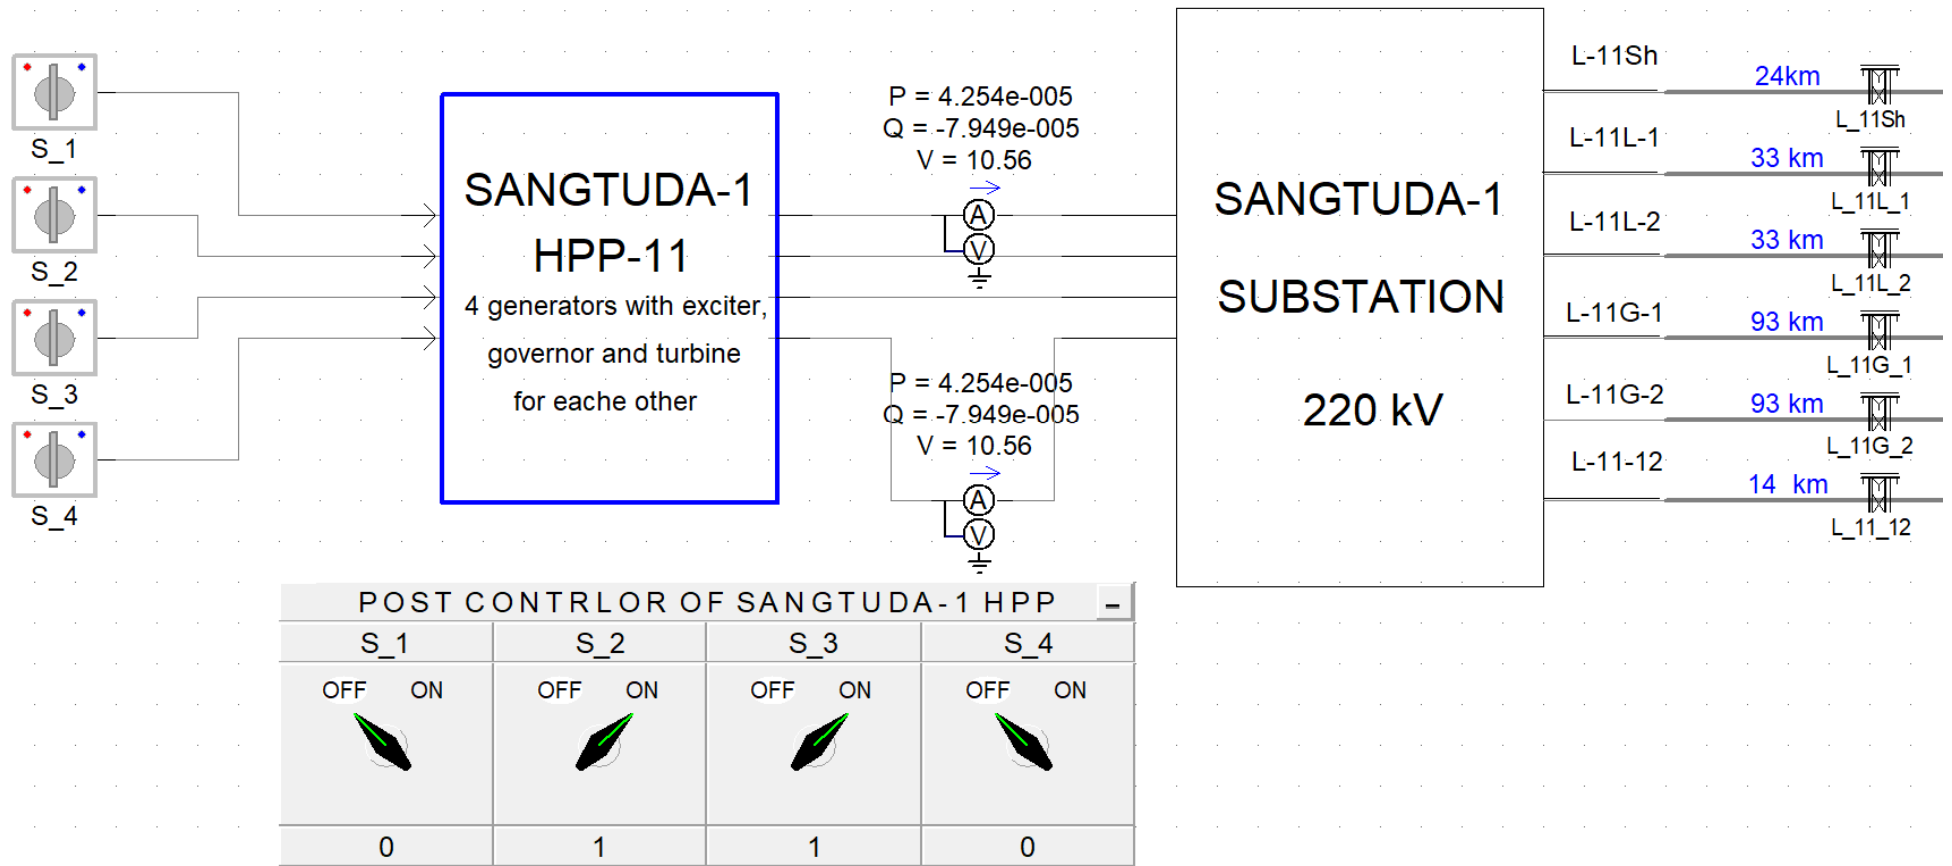 S_1
S_2
S_3
S_4
SANGTUDA-1
HPP-11
4 generators with exciter,
governor and turbine
for eache other
P = 4.254e-005
Q = -7.949e-005
V = 10.56
A
V
P = 4.254e-005
Q = -7.949e-005
V = 10.56
A
V
SANGTUDA-1
SUBSTATION
220 kV
L-11Sh
24km
L_11Sh
L-11L-1
33 km
L_11L_1
L-11L-2
33 km
L_11L_2
L-11G-1
93 km
L_11G_1
L-11G-2
93 km
L_11G_2
L-11-12
14 km
L_11_12
POST CONTRLOR OF SANGTUDA-1 HPP
S_1 S_2 S_3 S_4
OFF ON OFF ON OFF ON OFF ON
0 1 1 0